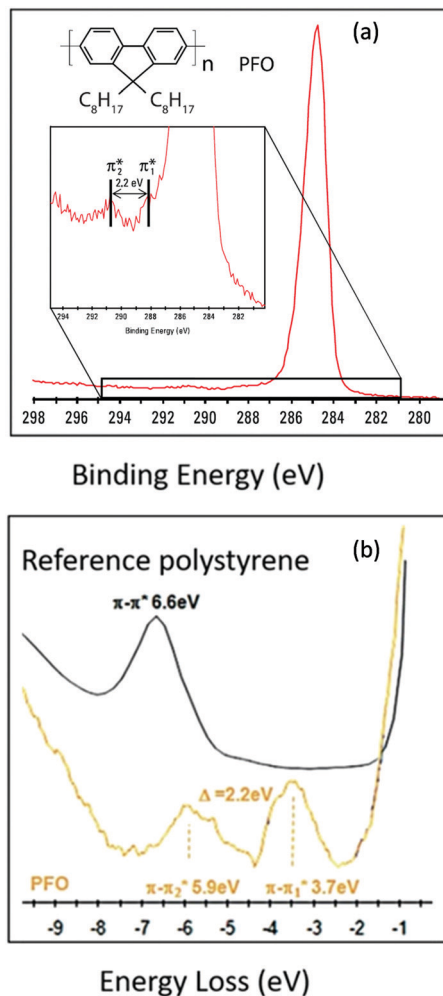 (a)
n PFO
C8H17 C8H17
π2* π1*
2.2 eV
294 292 290 288 286 284 282
Binding Energy (eV)
298 296 294 292 290 288 286 284 282 280
Binding Energy (eV)
(b)
Reference polystyrene
π-π* 6.6eV
Δ =2.2eV
PFO π-π2* 5.9eV π-π1* 3.7eV
-9 -8 -7 -6 -5 -4 -3 -2 -1
Energy Loss (eV)